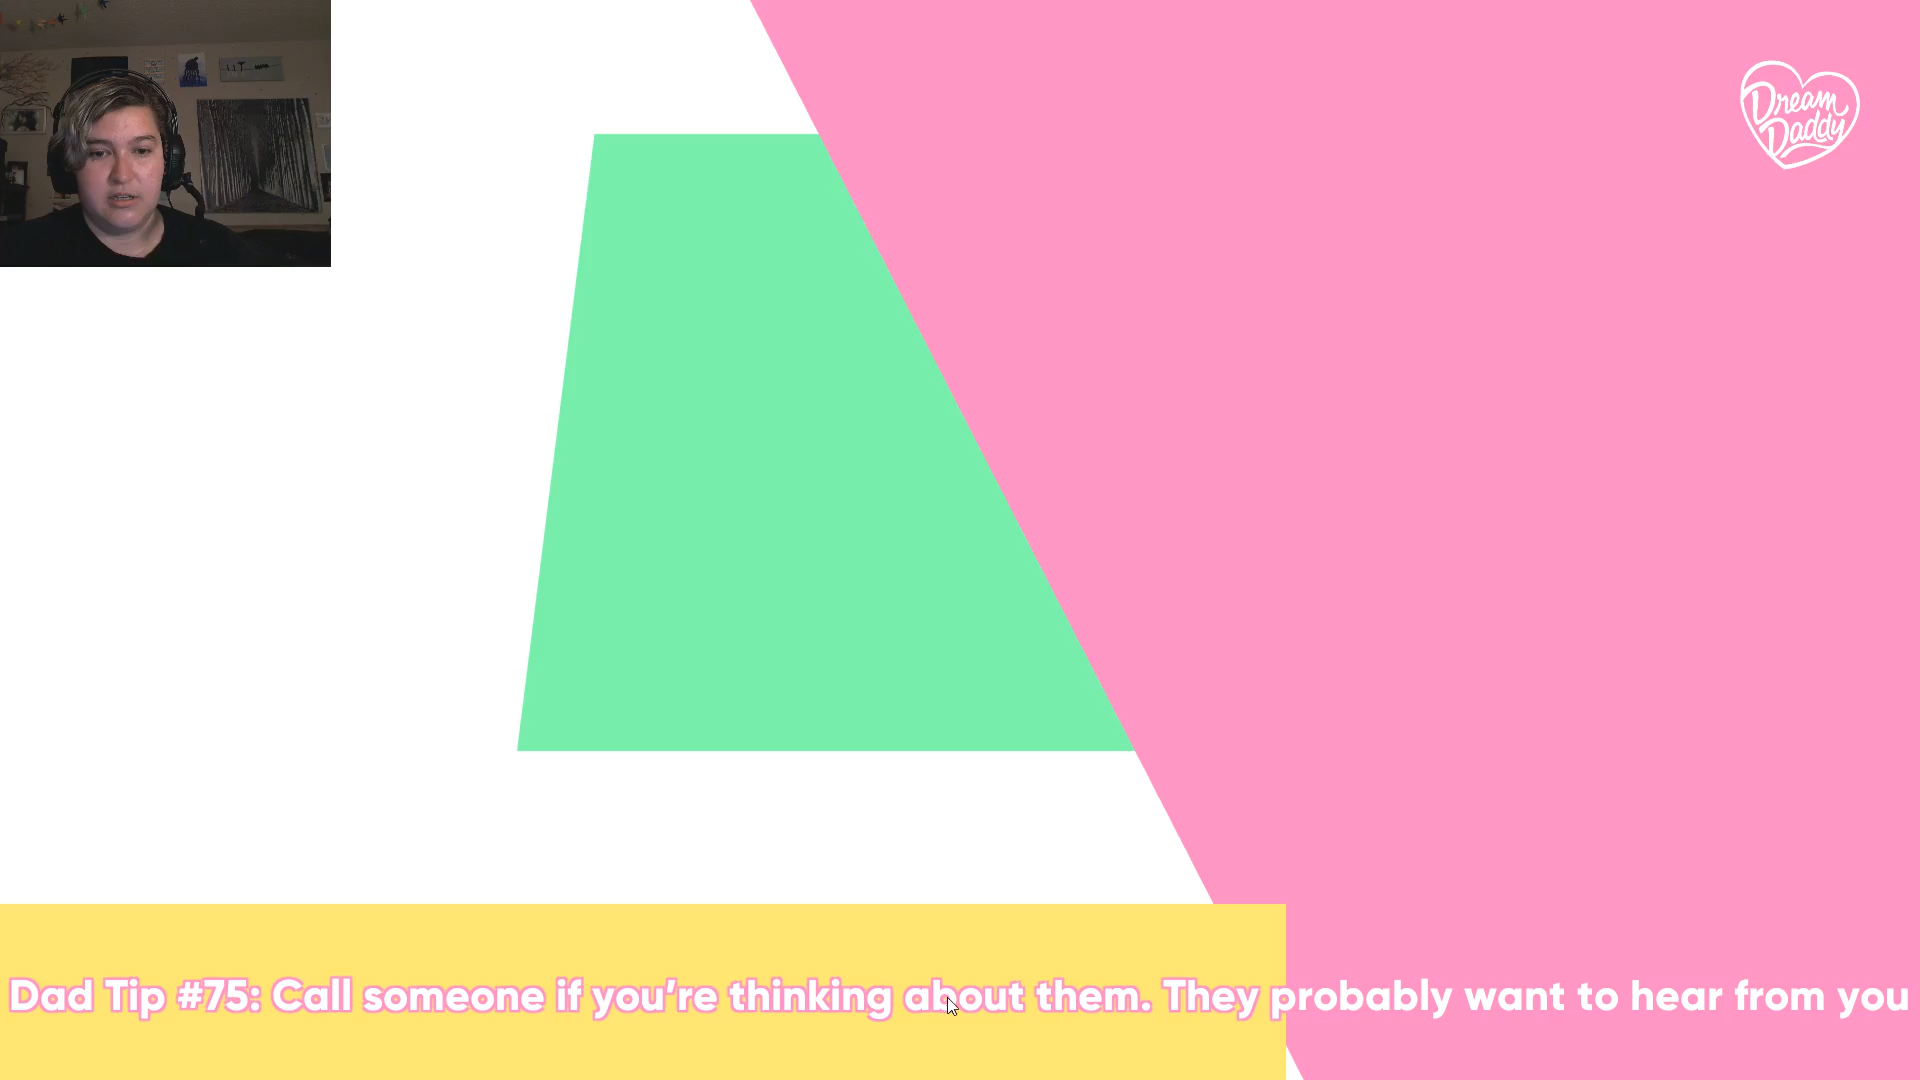 Dream
Daddy
Dad Tip #75: Call someone if you're thinking about them. They probably want to hear from you